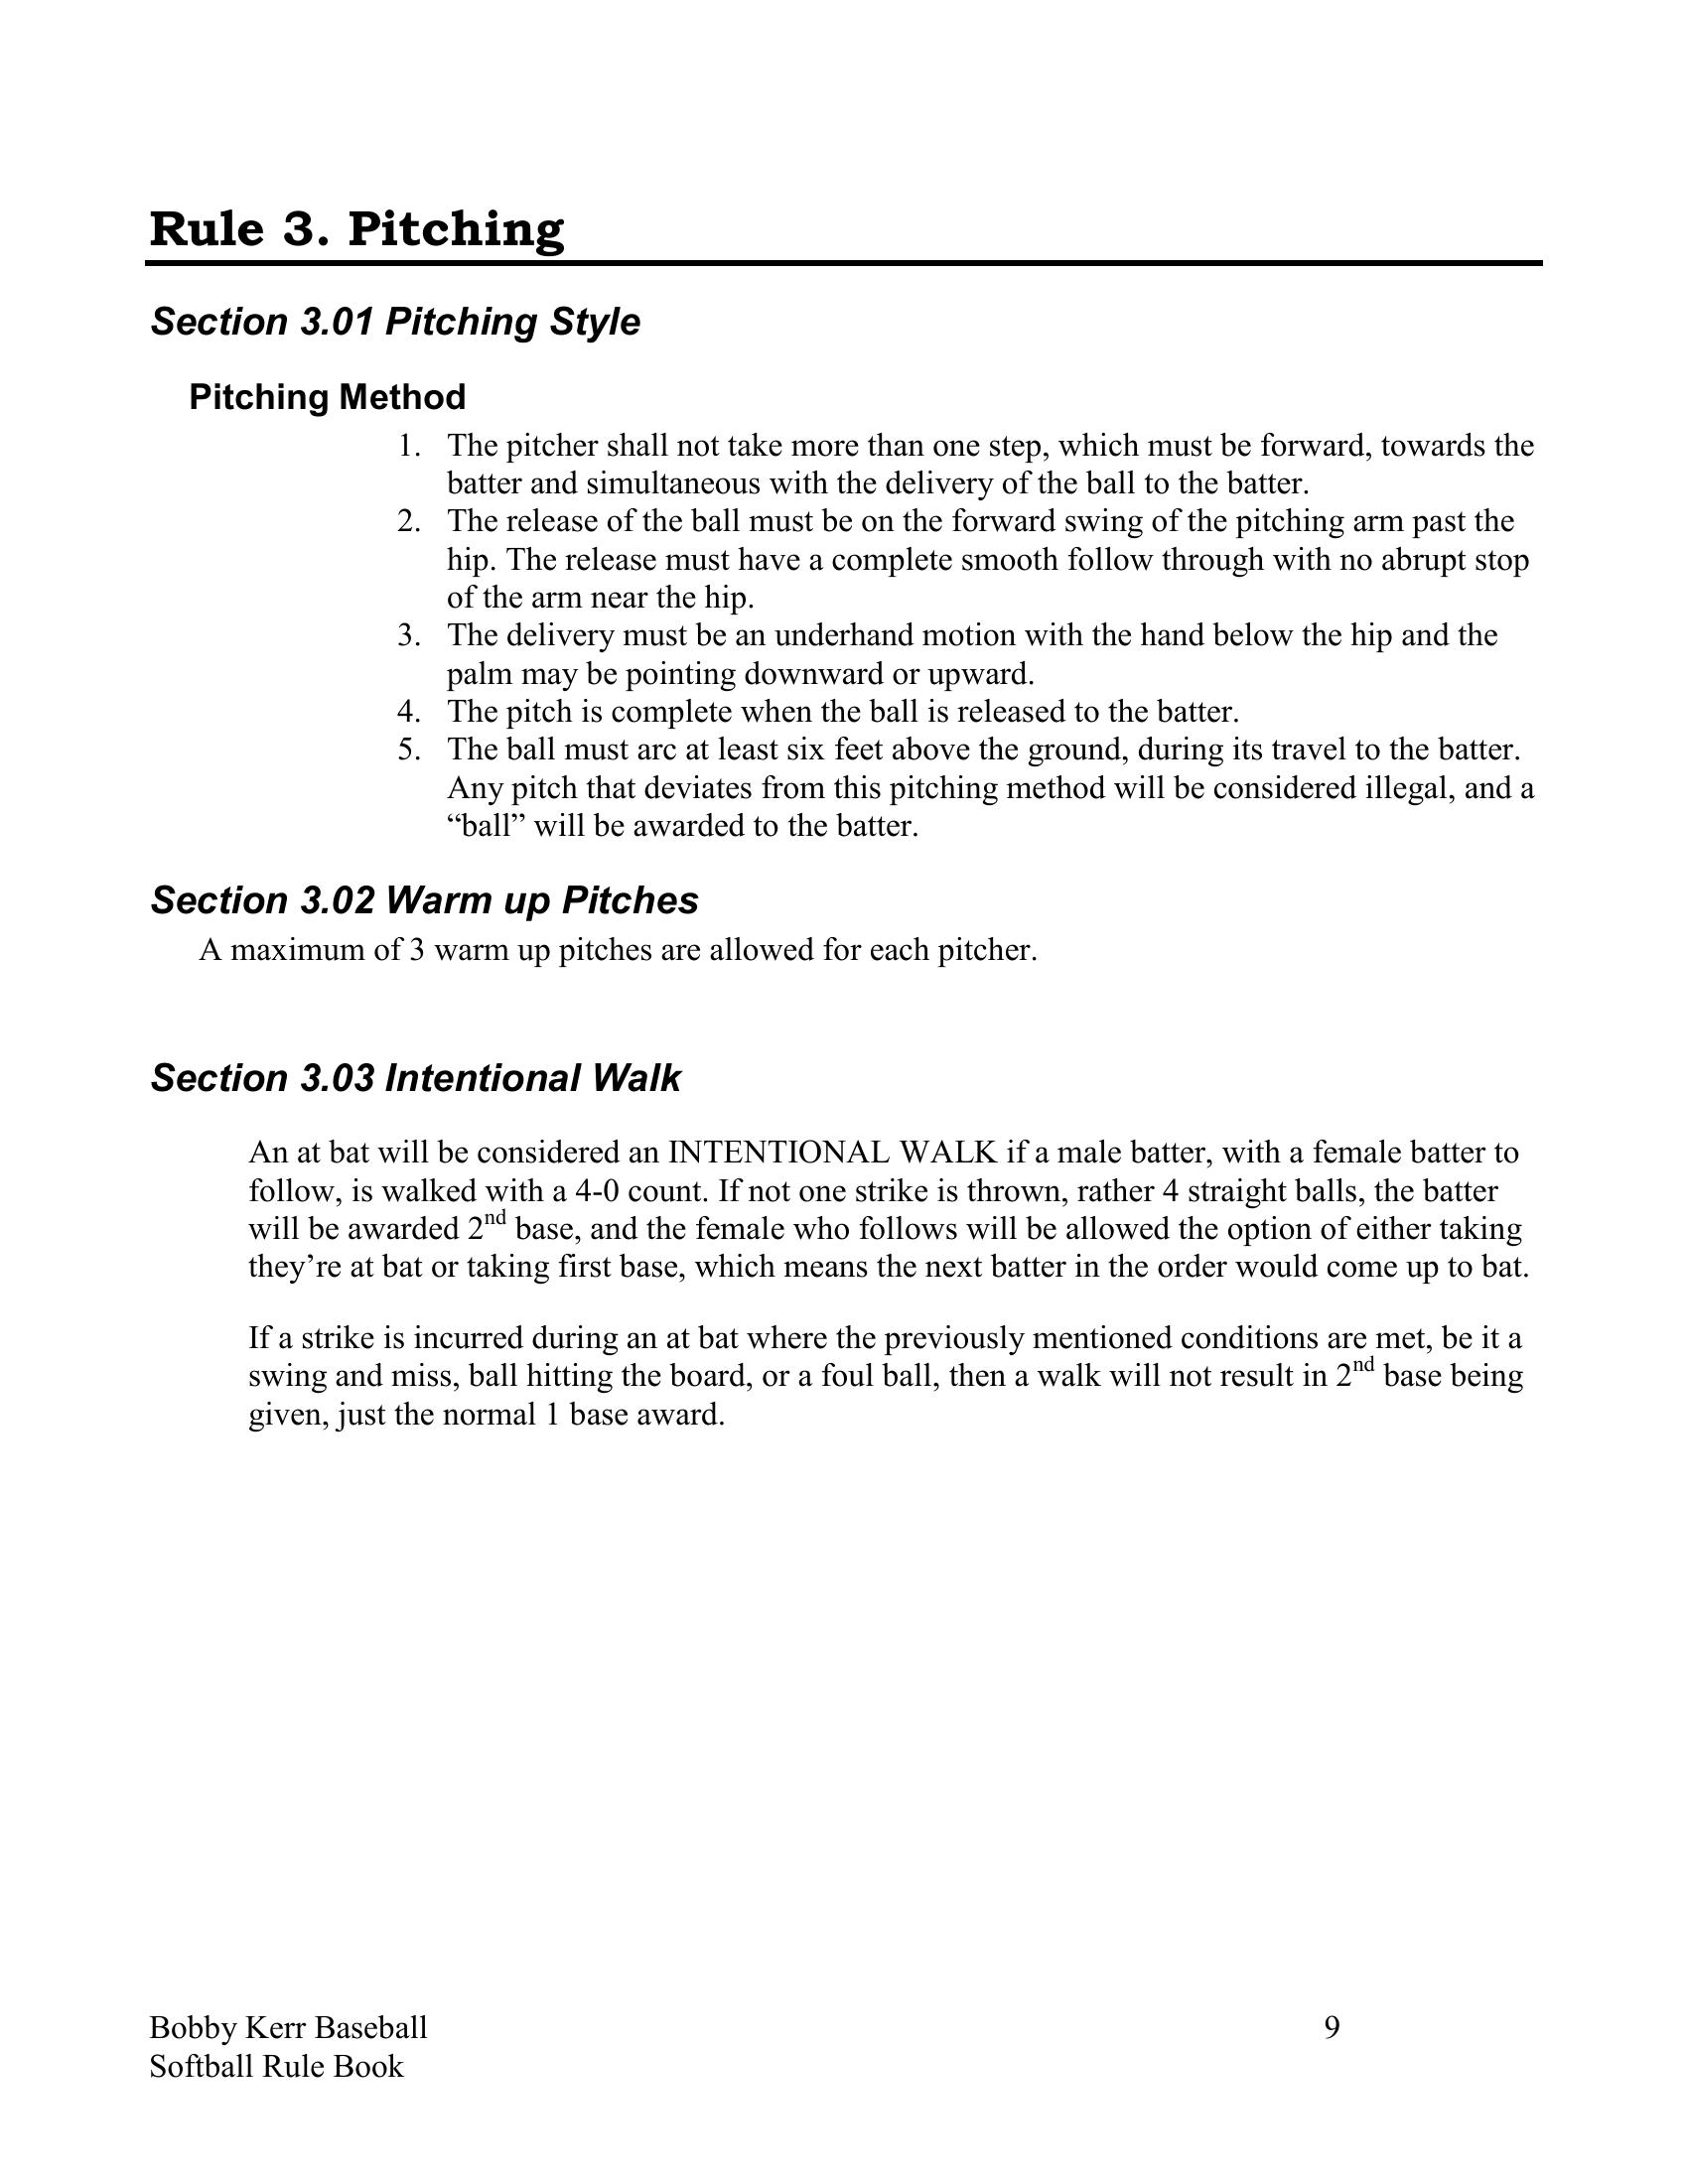 Rule 3. Pitching
Section 3.01 Pitching Style
Pitching Method
1. The pitcher shall not take more than one step, which must be forward, towards the
batter and simultaneous with the delivery of the ball to the batter.
2. The release of the ball must be on the forward swing of the pitching arm past the
hip. The release must have a complete smooth follow through with no abrupt stop
of the arm near the hip.
3. The delivery must be an underhand motion with the hand below the hip and the
palm may be pointing downward or upward.
4. The pitch is complete when the ball is released to the batter.
5. The ball must arc at least six feet above the ground, during its travel to the batter.
Any pitch that deviates from this pitching method will be considered illegal, and a
“ball” will be awarded to the batter.
Section 3.02 Warm up Pitches
A maximum of 3 warm up pitches are allowed for each pitcher.
Section 3.03 Intentional Walk
An at bat will be considered an INTENTIONAL WALK if a male batter, with a female batter to
follow, is walked with a 4-0 count. If not one strike is thrown, rather 4 straight balls, the batter
will be awarded 2nd base, and the female who follows will be allowed the option of either taking
they’re at bat or taking first base, which means the next batter in the order would come up to bat.
If a strike is incurred during an at bat where the previously mentioned conditions are met, be it a
swing and miss, ball hitting the board, or a foul ball, then a walk will not result in 2nd base being
given, just the normal 1 base award.
Bobby Kerr Baseball 9
Softball Rule Book